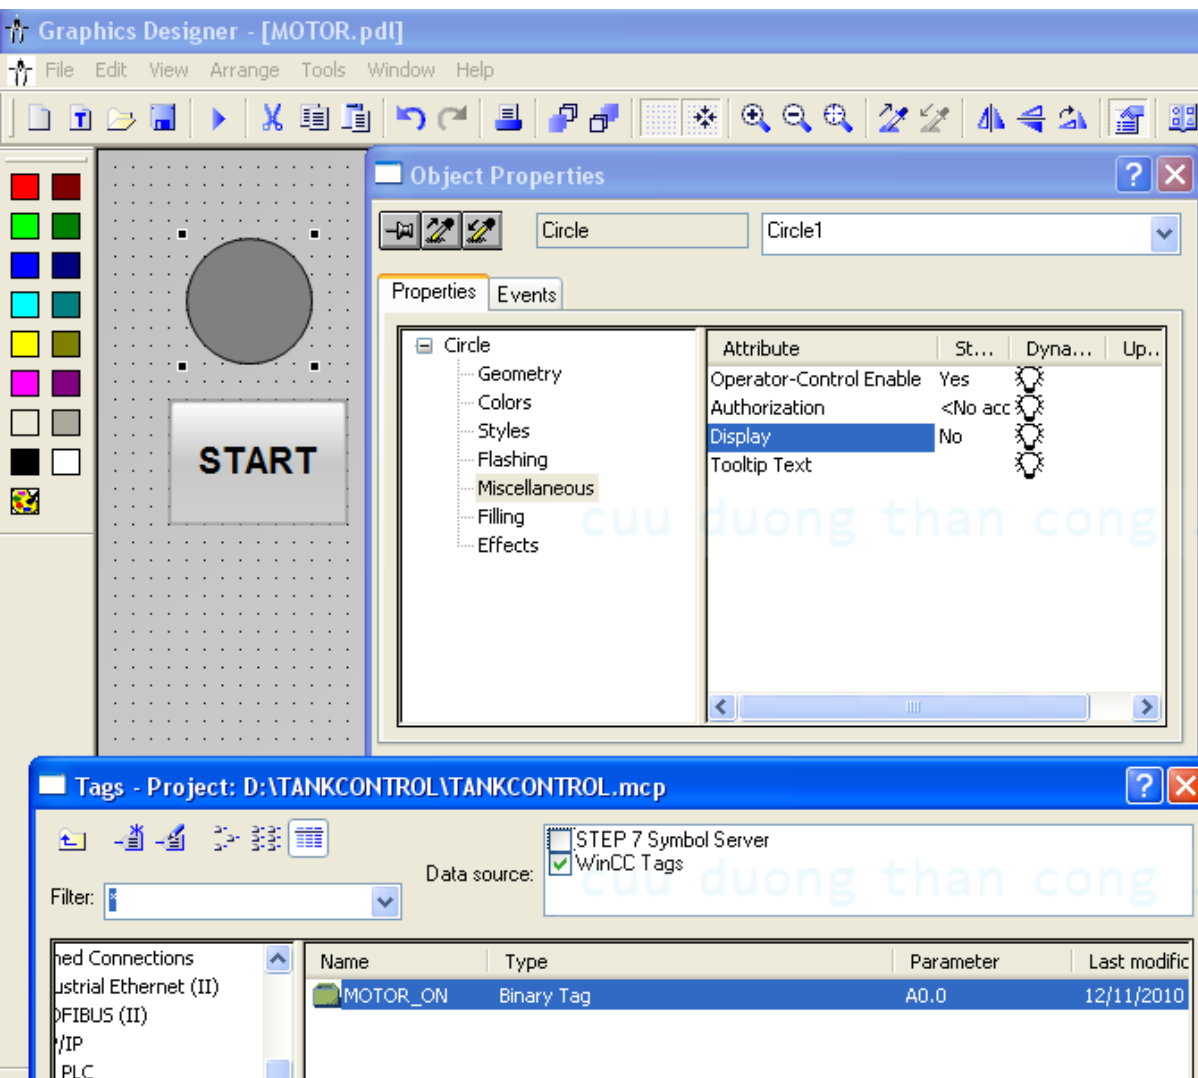 Graphics Designer - [MOTOR.pdl]
File Edit View Arrange Tools Window Help
T
Object Properties
?
Circle Circle1
Properties Events
Circle
Geometry
Colors
Styles
Flashing
Miscellaneous
Filling
Effects
Attribute St... Dyna... Up..
Operator-Control Enable Yes
Authorization <No acc
Display No
Tooltip Text
START
cuu duong than cong .
Tags - Project: D:\TANKCONTROL\TANKCONTROL.mcp
?
STEP 7 Symbol Server
WinCC Tags
Data source:
cuu duong than cong
Filter: *
ned Connections
ustrial Ethernet (II)
OFIBUS (II)
/IP
PLC
Name Type Parameter Last modific
MOTOR_ON Binary Tag A0.0 12/11/2010